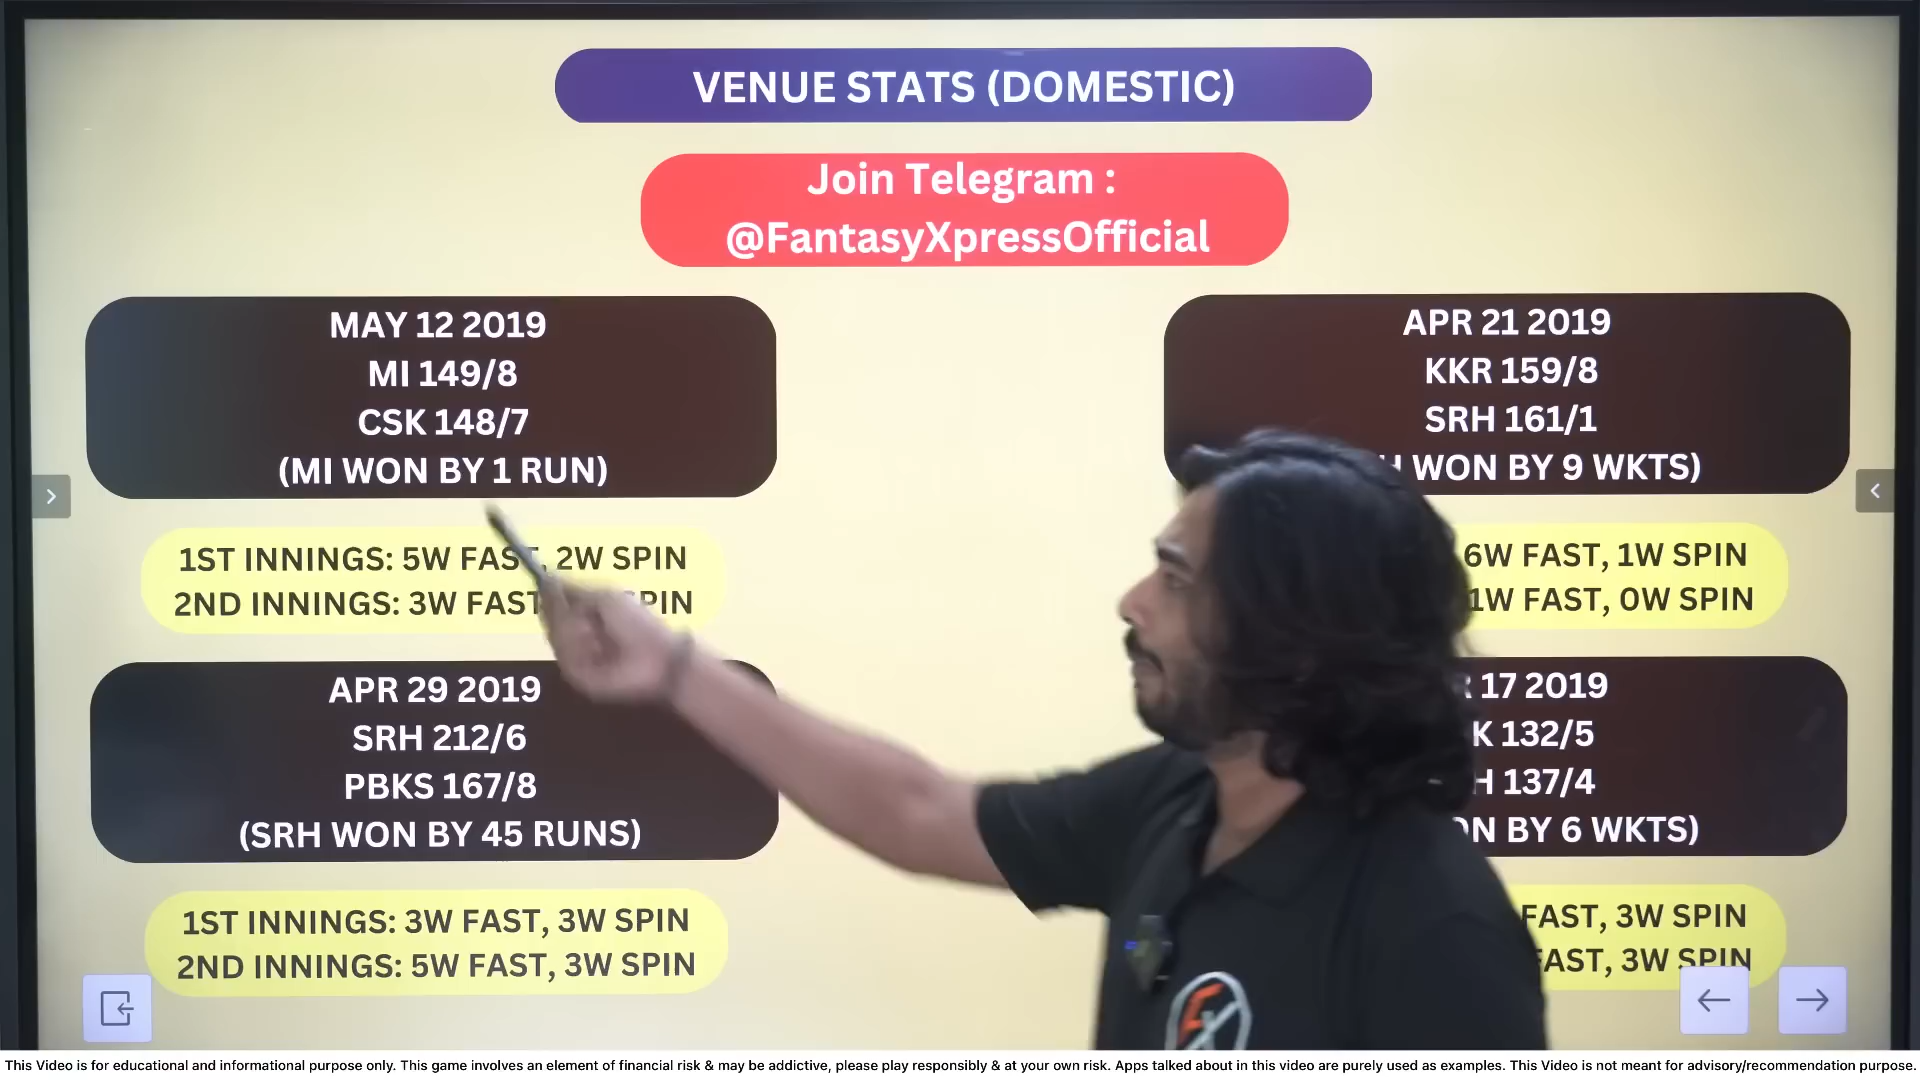 VENUE STATS (DOMESTIC)
Join Telegram :
@FantasyXpressOfficial
MAY 12 2019
MI 149/8
CSK 148/7
(MI WON BY 1 RUN)
1ST INNINGS: 5W FAST, 2W SPIN
2ND INNINGS: 3W FAST
APR 29 2019
SRH 212/6
PBKS 167/8
(SRH WON BY 45 RUNS)
1ST INNINGS: 3W FAST, 3W SPIN
2ND INNINGS: 5W FAST, 3W SPIN
APR 21 2019
KKR 159/8
SRH 161/1
WON BY 9 WKTS)
6W FAST, 1W SPIN
1W FAST, 0W SPIN
17 2019
132/5
137/4
BY 6 WKTS)
FAST, 3W SPIN
FAST, 3W SPIN
This Video is for educational and informational purpose only. This game involves an element of financial risk & may be addictive, please play responsibly & at your own risk. Apps talked about in this video are purely used as examples. This Video is not meant for advisory/recommendation purpose.